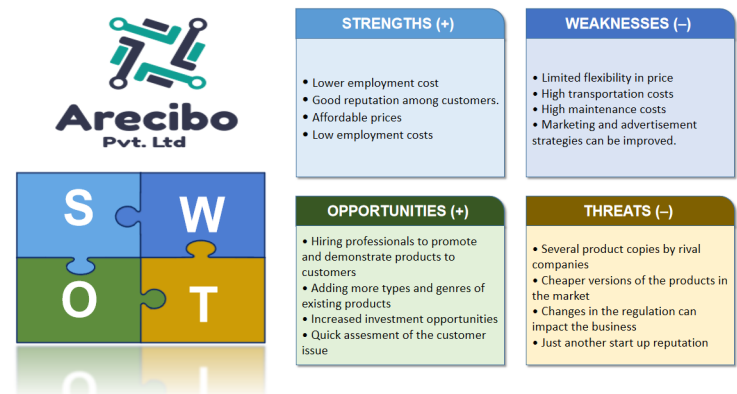 Arecibo
Pvt. Ltd
S
W
O
T
STRENGTHS (+)
• Lower employment cost
• Good reputation among customers.
• Affordable prices
• Low employment costs
WEAKNESSES (–)
• Limited flexibility in price
• High transportation costs
• High maintenance costs
• Marketing and advertisement
strategies can be improved.
OPPORTUNITIES (+)
• Hiring professionals to promote
and demonstrate products to
customers
• Adding more types and genres of
existing products
• Increased investment opportunities
• Quick assesment of the customer
issue
THREATS (–)
• Several product copies by rival
companies
• Cheaper versions of the products in
the market
• Changes in the regulation can
impact the business
• Just another start up reputation